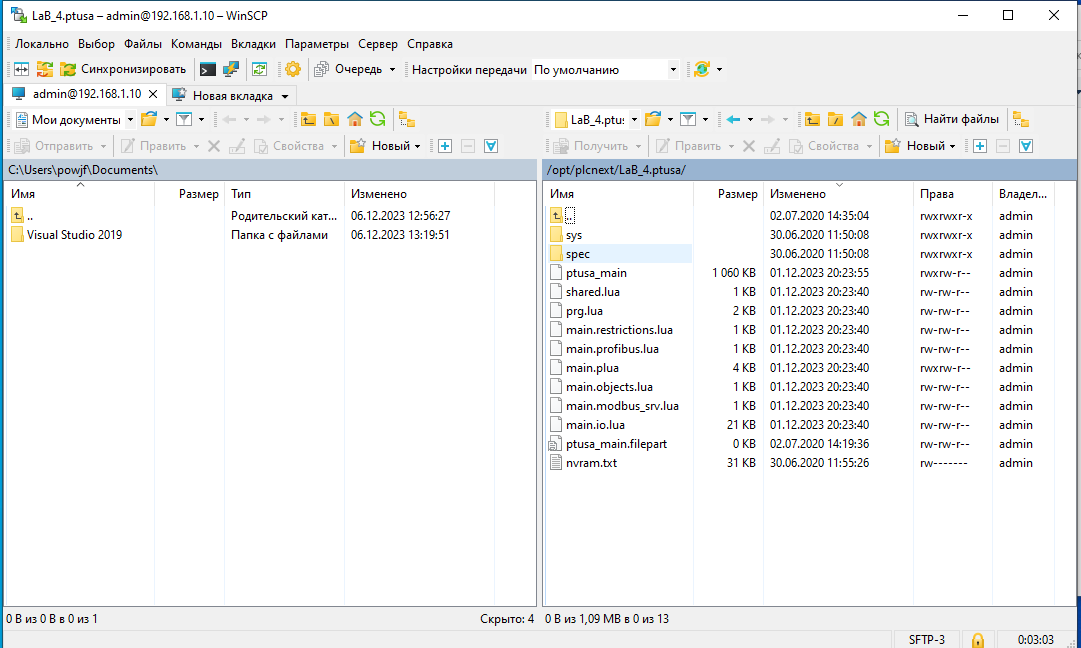 LaB_4.ptusa – admin@192.168.1.10 – WinSCP
Локально Выбор Файлы Команды Вкладки Параметры Сервер Справка
Синхронизировать Очередь Настройки передачи По умолчанию
admin@192.168.1.10 Новая вкладка
Мои документы LaB_4.ptus Найти файлы
Отправить Править Свойства Новый Получить Править Свойства Новый
C:\Users\powjf\Documents\ /opt/plcnext/LaB_4.ptusa/
Имя Размер Тип Изменено Имя Размер Изменено Права Владел...
.. Родительский кат... 06.12.2023 12:56:27 .. 02.07.2020 14:35:04 rwxrwxr-x admin
Visual Studio 2019 Папка с файлами 06.12.2023 13:19:51 sys 30.06.2020 11:50:08 rwxrwxr-x admin
spec 30.06.2020 11:50:08 rwxrwxr-x admin
ptusa_main 1 060 KB 01.12.2023 20:23:55 rwxrw-r-- admin
shared.lua 1 KB 01.12.2023 20:23:40 rw-rw-r-- admin
prg.lua 2 KB 01.12.2023 20:23:40 rw-rw-r-- admin
main.restrictions.lua 1 KB 01.12.2023 20:23:40 rw-rw-r-- admin
main.profibus.lua 1 KB 01.12.2023 20:23:40 rw-rw-r-- admin
main.plua 4 KB 01.12.2023 20:23:40 rwxrw-r-- admin
main.objects.lua 1 KB 01.12.2023 20:23:40 rw-rw-r-- admin
main.modbus_srv.lua 1 KB 01.12.2023 20:23:40 rw-rw-r-- admin
main.io.lua 21 KB 01.12.2023 20:23:40 rw-rw-r-- admin
ptusa_main.filepart 0 KB 02.07.2020 14:19:36 rw-rw-r-- admin
nvram.txt 31 KB 30.06.2020 11:55:26 rw------- admin
0 B из 0 B в 0 из 1 Скрыто: 4 0 B из 1,09 MB в 0 из 13
SFTP-3 0:03:03